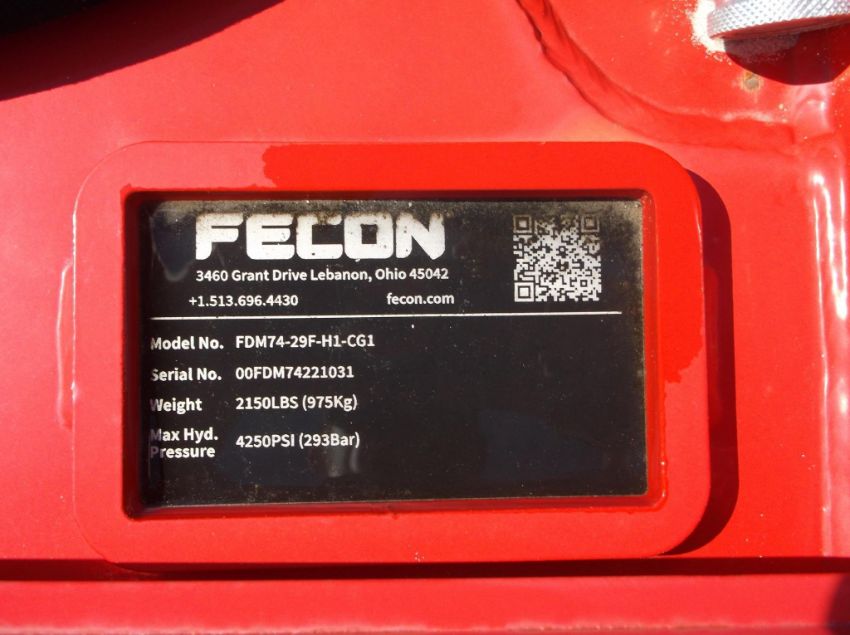 FECON
3460 Grant Drive Lebanon, Ohio 45042
+1.513.696.4430 fecon.com
Model No. FDM74-29F-H1-CG1
Serial No. 00FDM74221031
Weight 2150LBS (975Kg)
Max Hyd.
Pressure 4250PSI (293Bar)